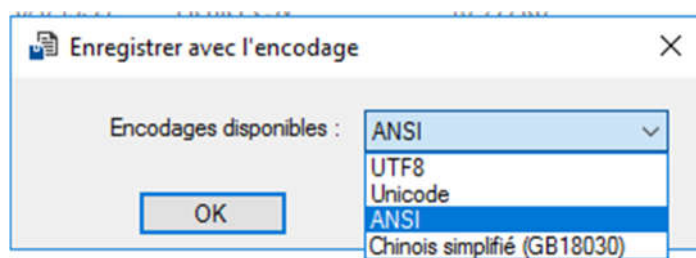 Enregistrer avec l'encodage
Encodages disponibles :
ANSI
UTF8
Unicode
ANSI
OK
Chinois simplifié (GB18030)